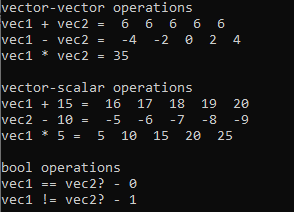 vector-vector operations
vec1 + vec2 =  6  6  6  6  6
vec1 - vec2 =  -4  -2  0  2  4
vec1 * vec2 = 35
vector-scalar operations
vec1 + 15 =  16  17  18  19  20
vec2 - 10 =  -5  -6  -7  -8  -9
vec1 * 5 =  5  10  15  20  25
bool operations
vec1 == vec2? - 0
vec1 != vec2? - 1